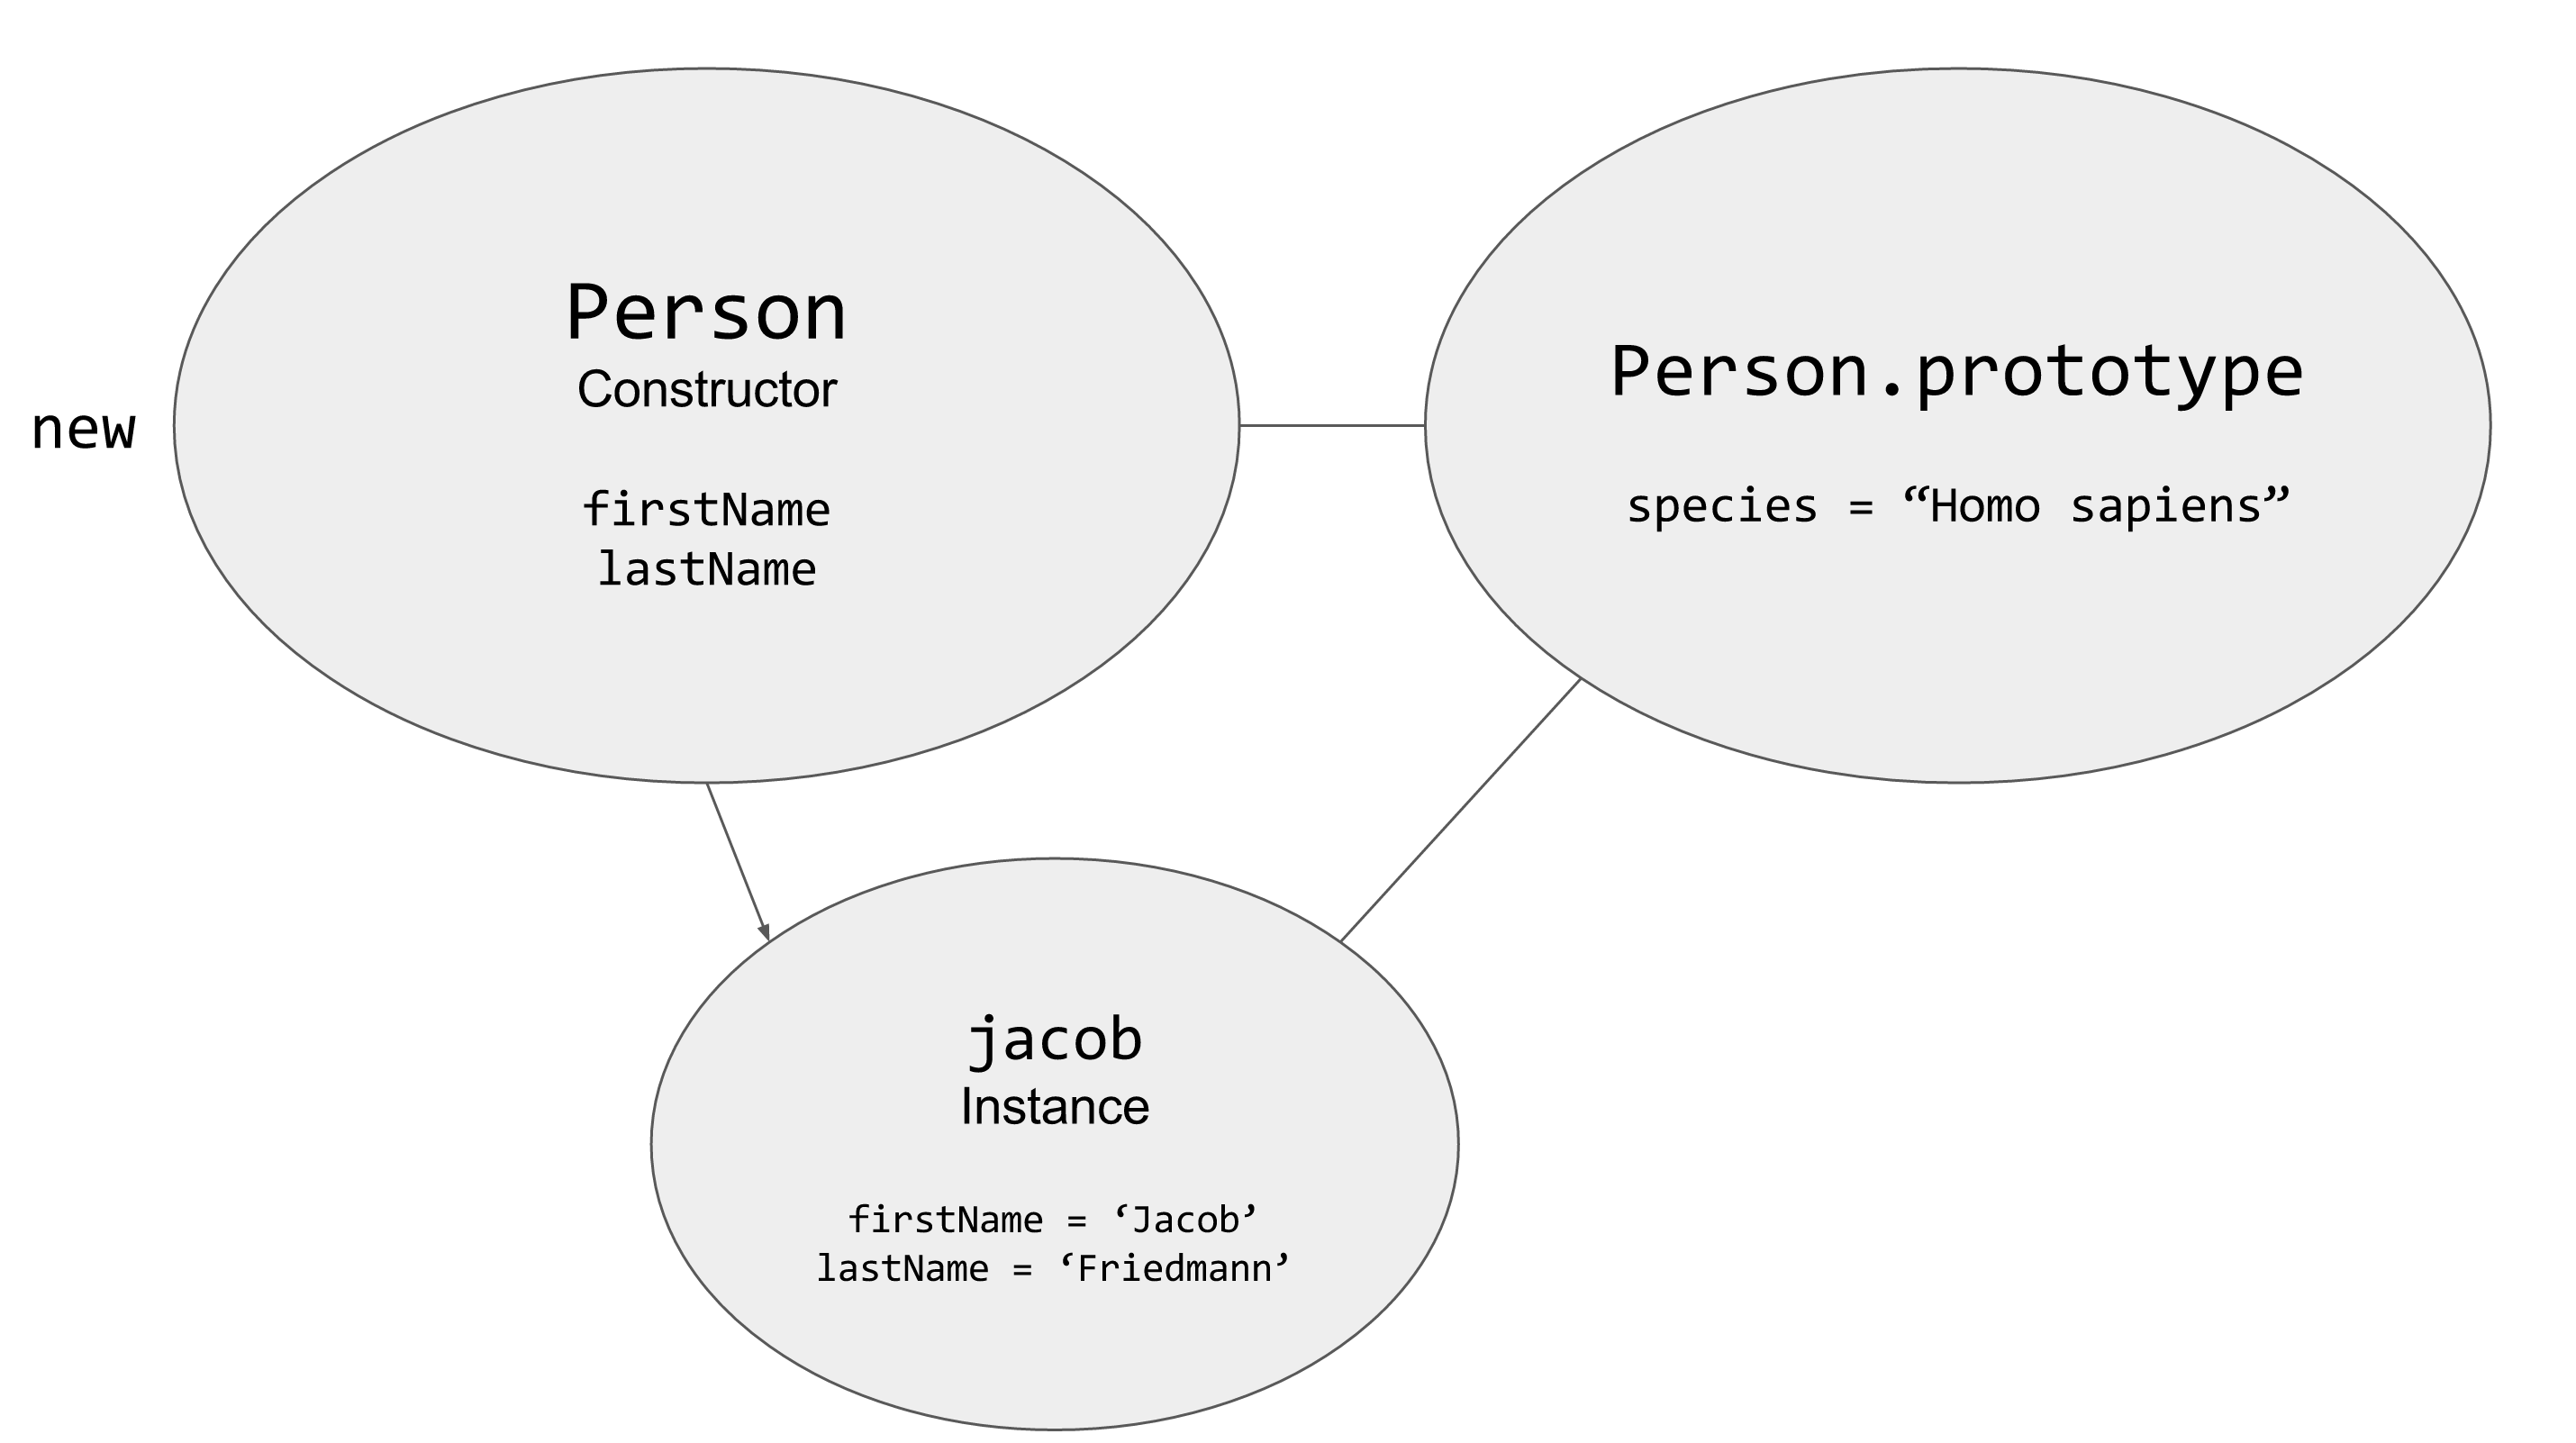 new
Person
Constructor
firstName
lastName
Person.prototype
species = “Homo sapiens”
jacob
Instance
firstName = ‘Jacob’
lastName = ‘Friedmann’